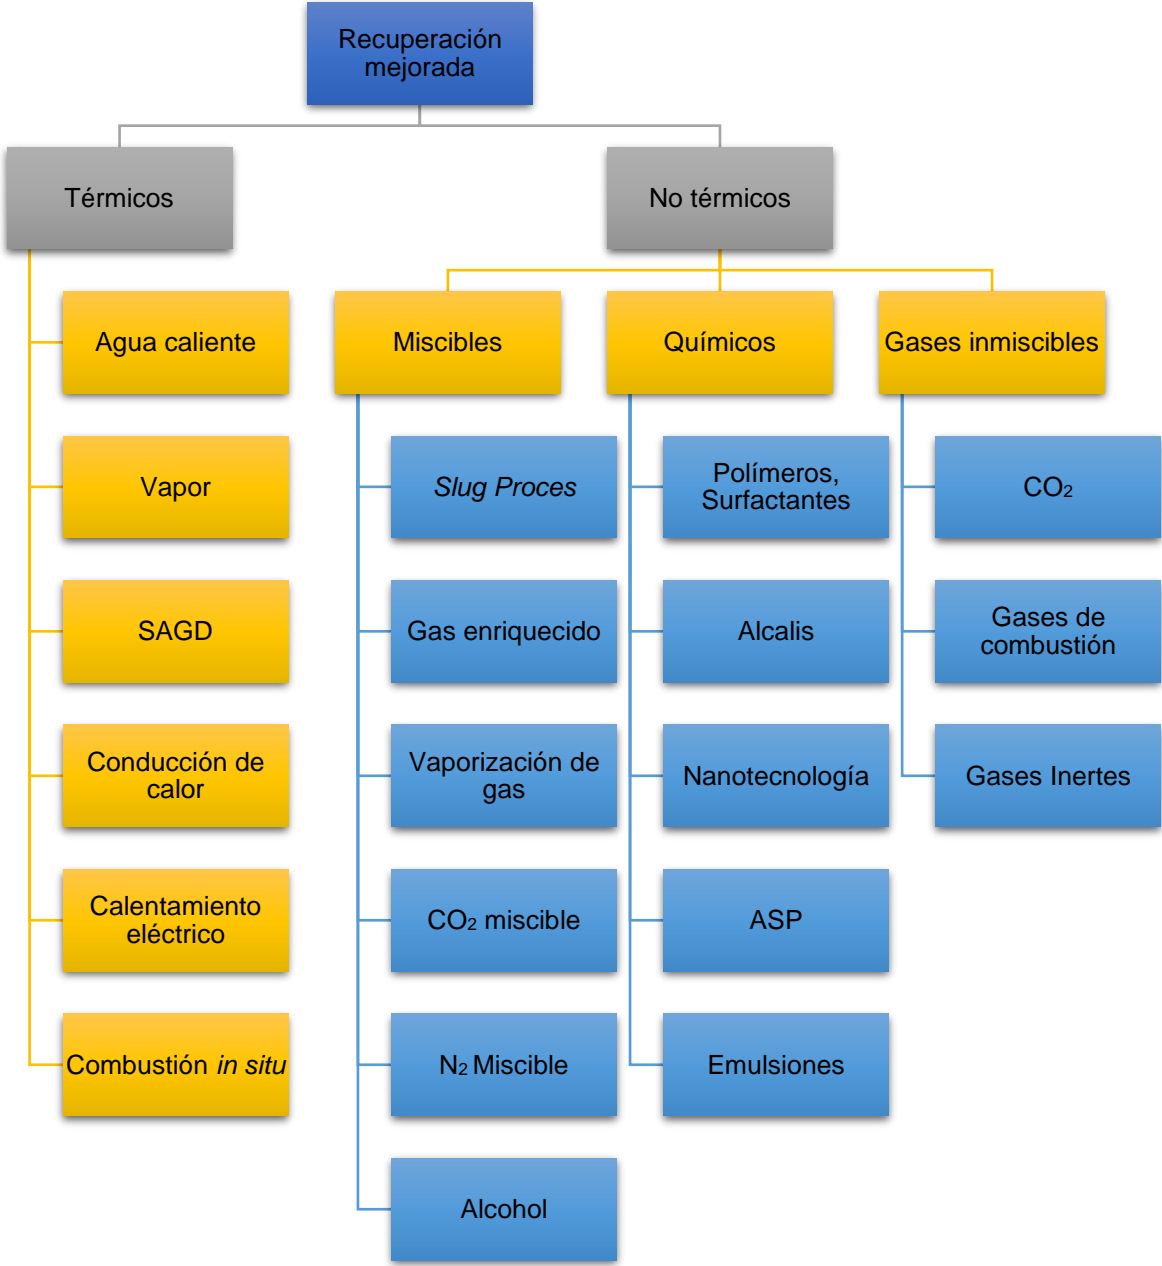 Recuperación
mejorada
Térmicos
No térmicos
Agua caliente
Vapor
SAGD
Conducción de
calor
Calentamiento
eléctrico
Combustión in situ
Miscibles
Slug Proces
Gas enriquecido
Vaporización de
gas
CO₂ miscible
N₂ Miscible
Alcohol
Químicos
Polímeros,
Surfactantes
Alcalis
Nanotecnología
ASP
Emulsiones
Gases inmiscibles
CO₂
Gases de
combustión
Gases Inertes